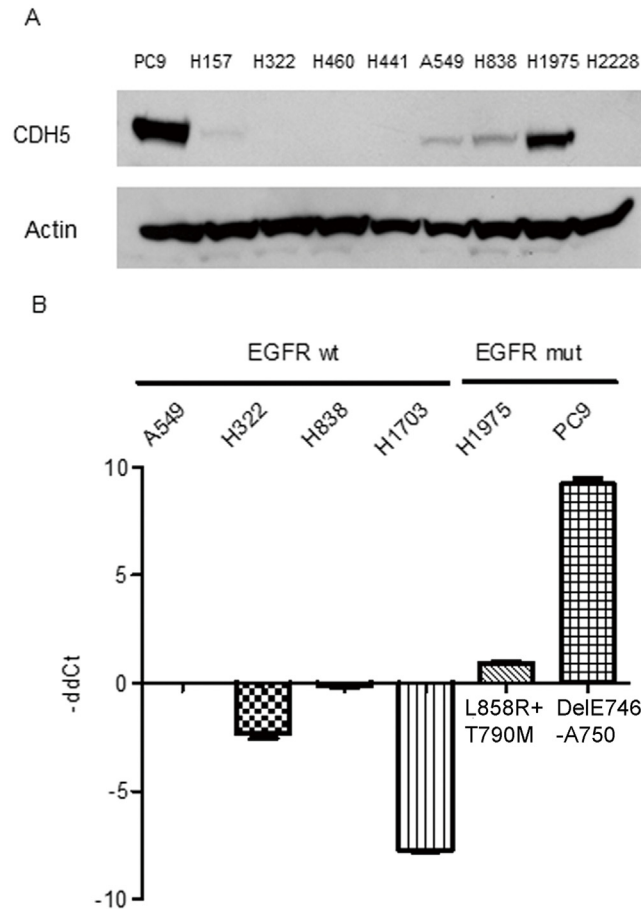 A
PC9 H157 H322 H460 H441 A549 H838 H1975 H2228
CDH5
Actin
B
EGFR wt EGFR mut
A549 H322 H838 H1703 H1975 PC9
10
5
0
-5
-10
-ddCt
L858R+ DelE746
T790M -A750